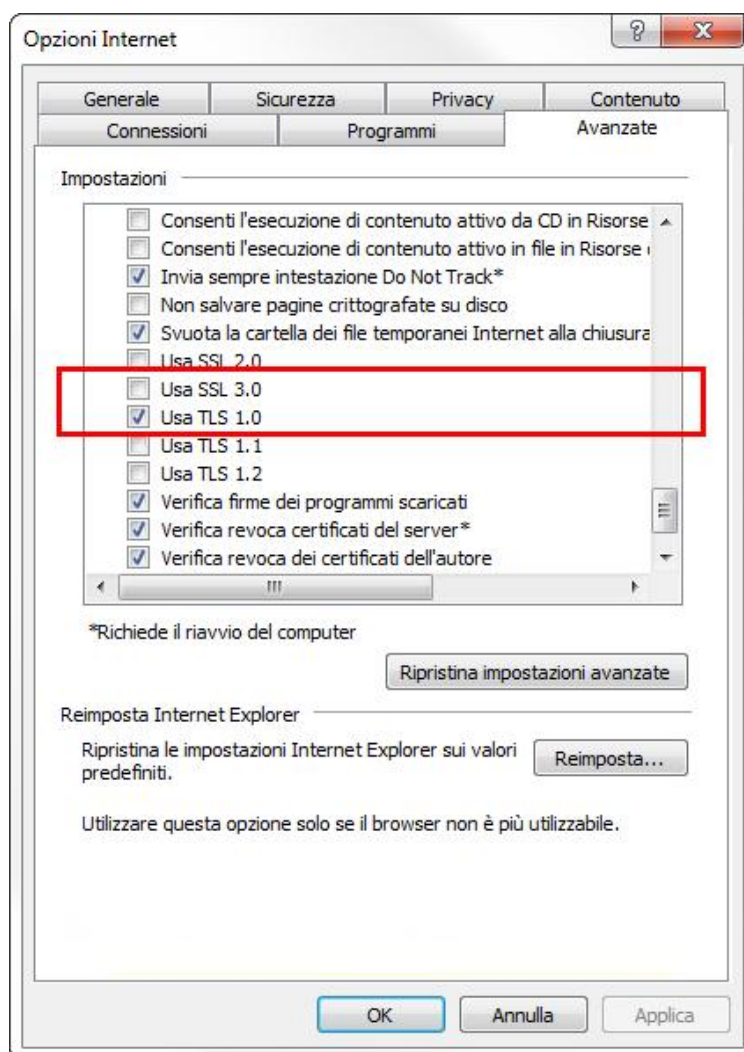 Opzioni Internet
Generale Sicurezza Privacy Contenuto
Connessioni Programmi Avanzate
Impostazioni
Consenti l'esecuzione di contenuto attivo da CD in Risorse
Consenti l'esecuzione di contenuto attivo in file in Risorse
Invia sempre intestazione Do Not Track*
Non salvare pagine crittografate su disco
Svuota la cartella dei file temporanei Internet alla chiusura
Usa SSL 2.0
Usa SSL 3.0
Usa TLS 1.0
Usa TLS 1.1
Usa TLS 1.2
Verifica firme dei programmi scaricati
Verifica revoca certificati del server*
Verifica revoca dei certificati dell'autore
*Richiede il riavvio del computer
Ripristina impostazioni avanzate
Reimposta Internet Explorer
Ripristina le impostazioni Internet Explorer sui valori
predefiniti.
Reimposta...
Utilizzare questa opzione solo se il browser non è più utilizzabile.
OK Annulla Applica